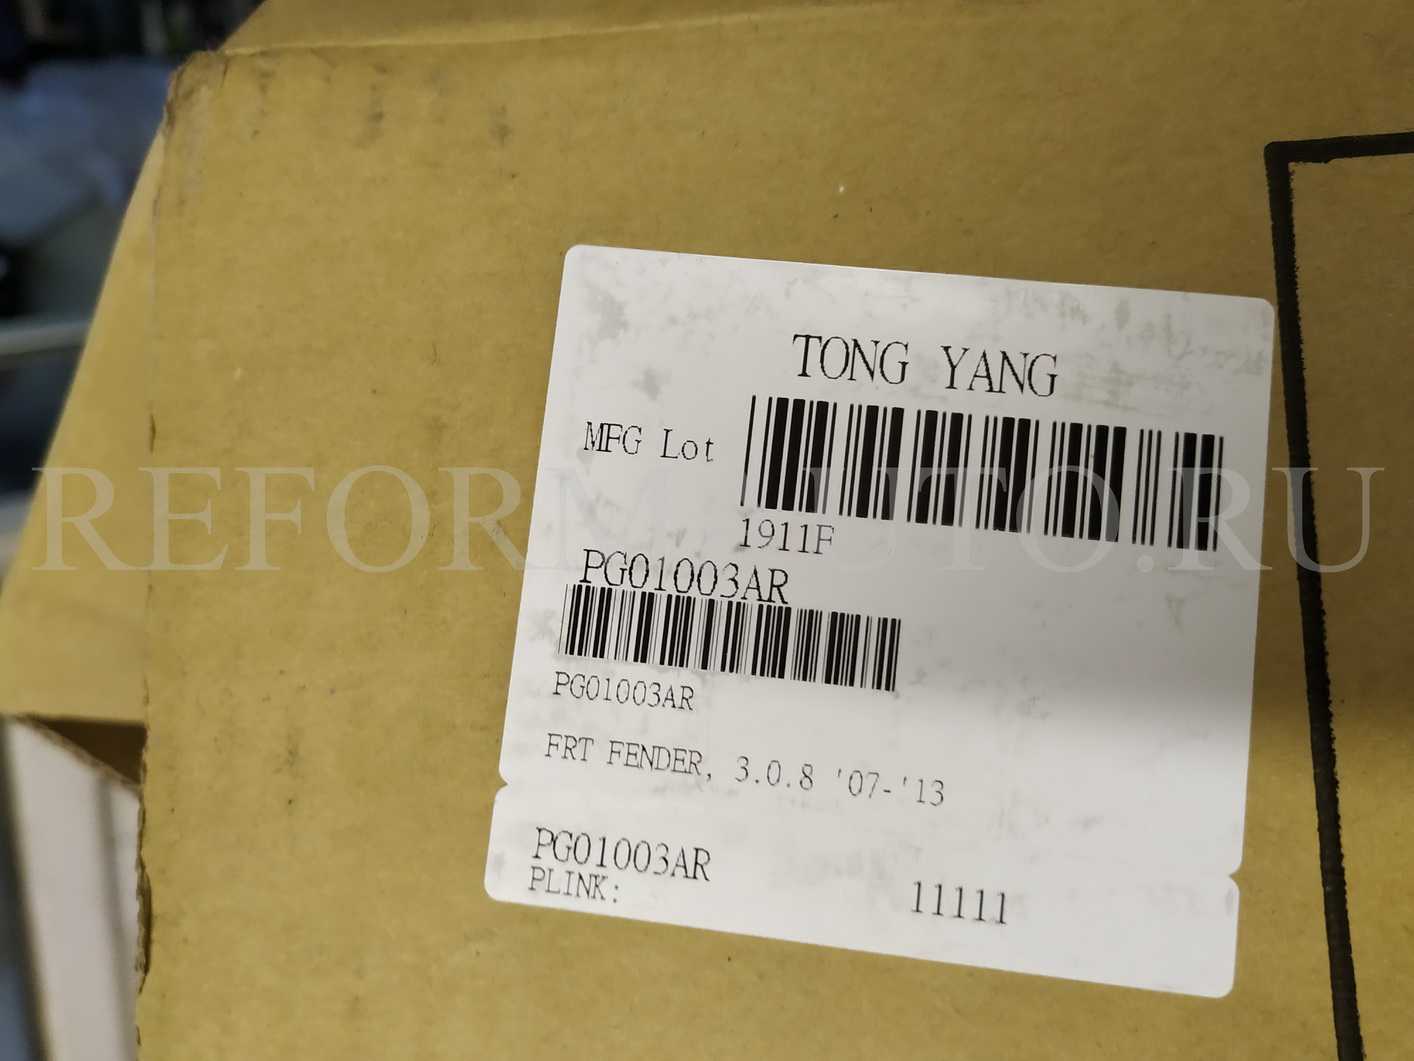 TONG YANG
MFG Lot
1911F
PG01003AR
PG01003AR
FRT FENDER, 3.0.8 '07-'13
PG01003AR
PLINK: 11111
REFORMAUTO.RU